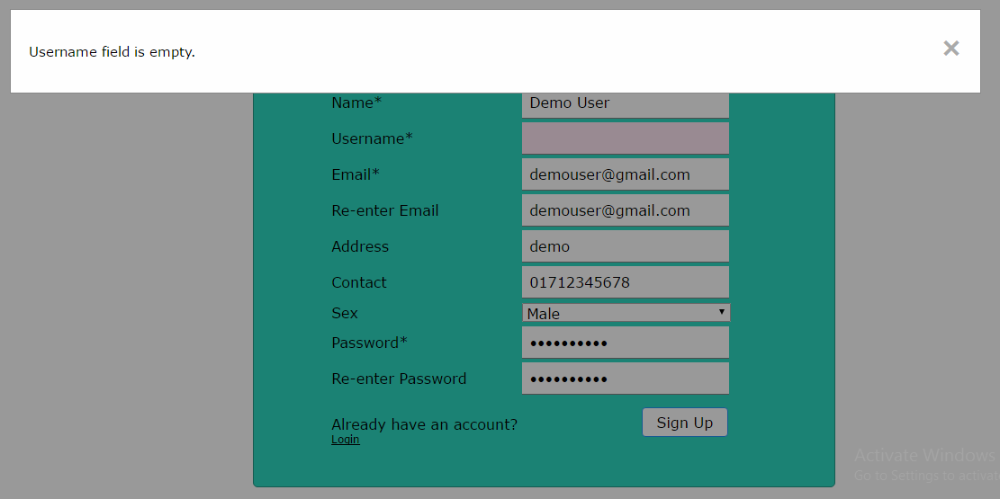 Username field is empty.
×
Name* Demo User
Username*
Email* demouser@gmail.com
Re-enter Email demouser@gmail.com
Address demo
Contact 01712345678
Sex Male
Password* ••••••••••
Re-enter Password ••••••••••
Already have an account? Sign Up
Login
Activate Windows
Go to Settings to activate